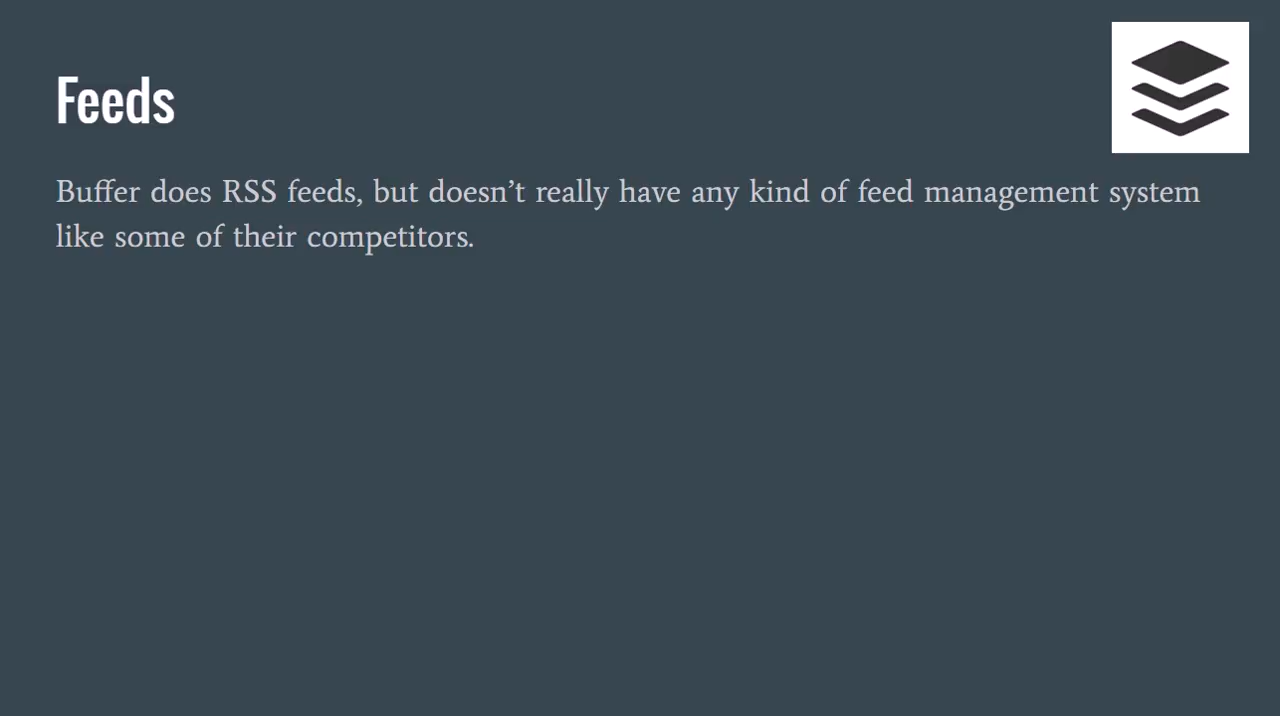 Feeds
Buffer does RSS feeds, but doesn’t really have any kind of feed management system
like some of their competitors.